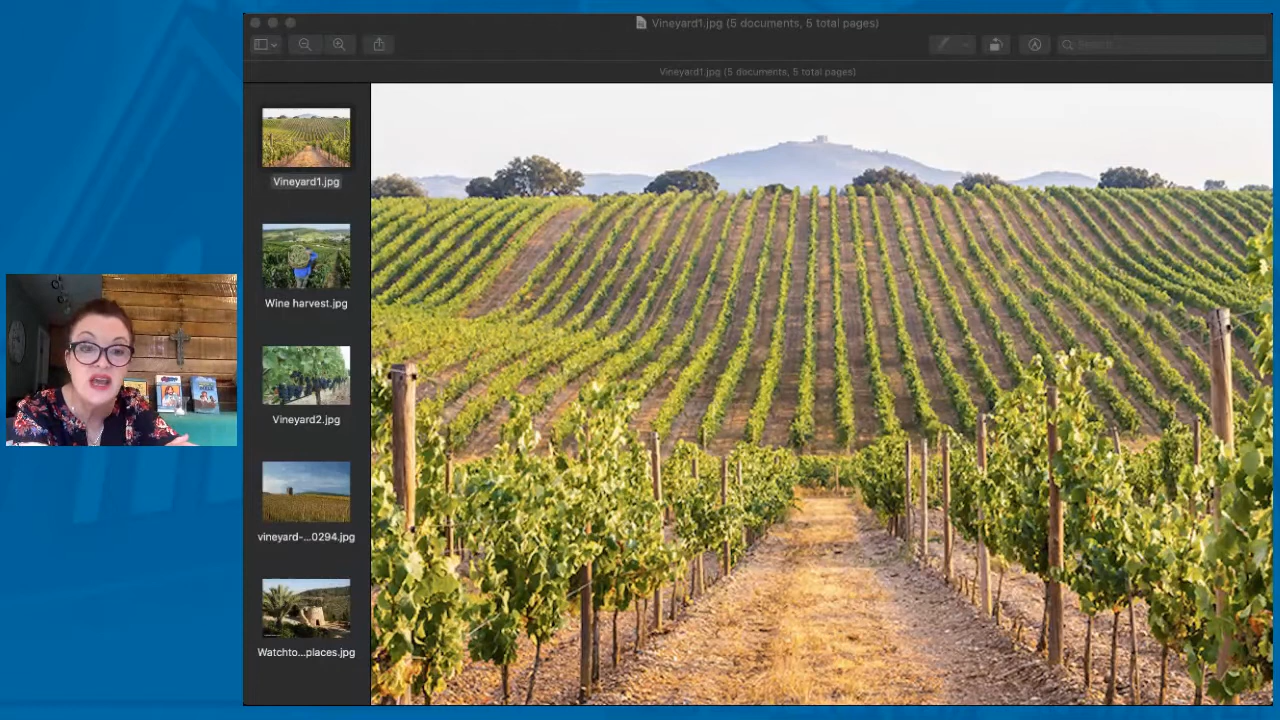 Vineyard1.jpg (5 documents, 5 total pages)
Search
Vineyard1.jpg (5 documents, 5 total pages)
Vineyard1.jpg
Wine harvest.jpg
Vineyard2.jpg
vineyard-...0294.jpg
Watchto...places.jpg